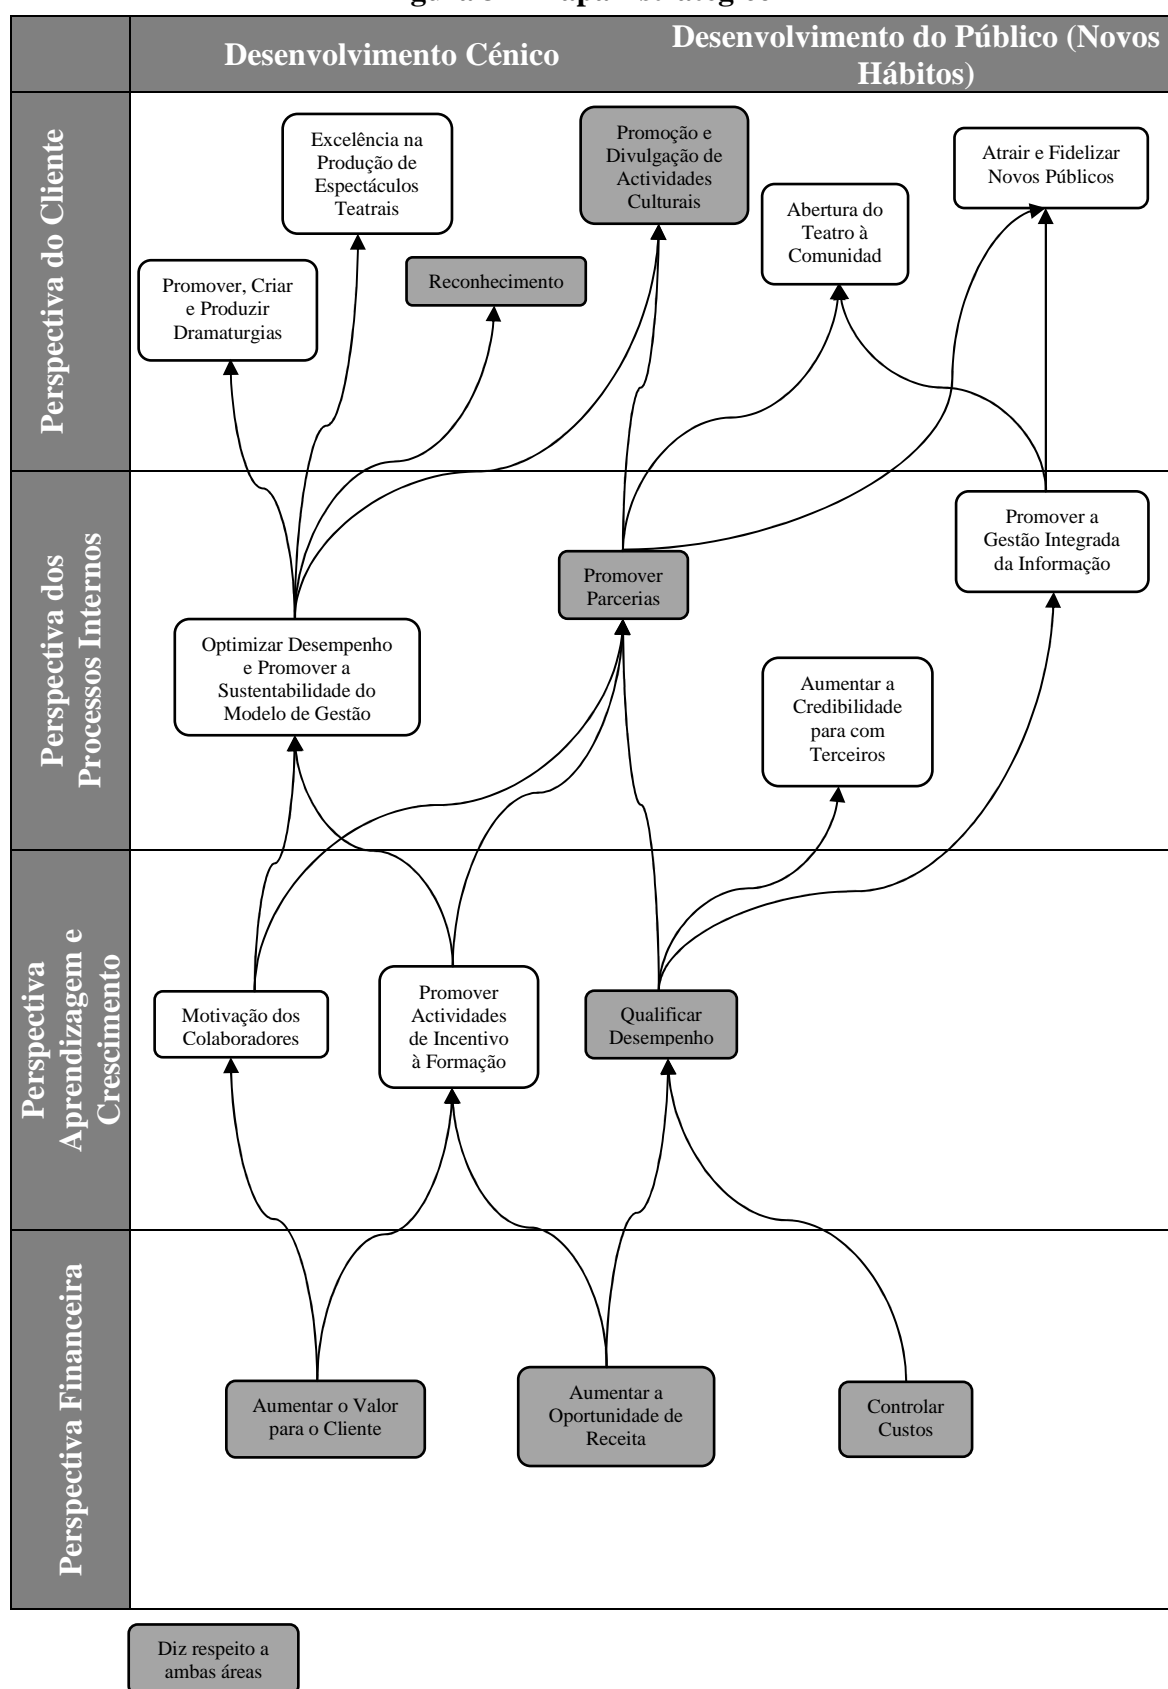 Desenvolvimento Cénico
Desenvolvimento do Público (Novos
Hábitos)
Perspectiva do Cliente
Excelência na
Produção de
Espectáculos
Teatrais
Promoção e
Divulgação de
Actividades
Culturais
Atrair e Fidelizar
Novos Públicos
Abertura do
Teatro à
Comunidad
Promover, Criar
e Produzir
Dramaturgias
Reconhecimento
Perspectiva dos
Processos Internos
Promover a
Gestão Integrada
da Informação
Promover
Parcerias
Optimizar Desempenho
e Promover a
Sustentabilidade do
Modelo de Gestão
Aumentar a
Credibilidade
para com
Terceiros
Perspectiva
Aprendizagem e
Crescimento
Motivação dos
Colaboradores
Promover
Actividades
de Incentivo
à Formação
Qualificar
Desempenho
Perspectiva Financeira
Aumentar o Valor
para o Cliente
Aumentar a
Oportunidade de
Receita
Controlar
Custos
Diz respeito a
ambas áreas